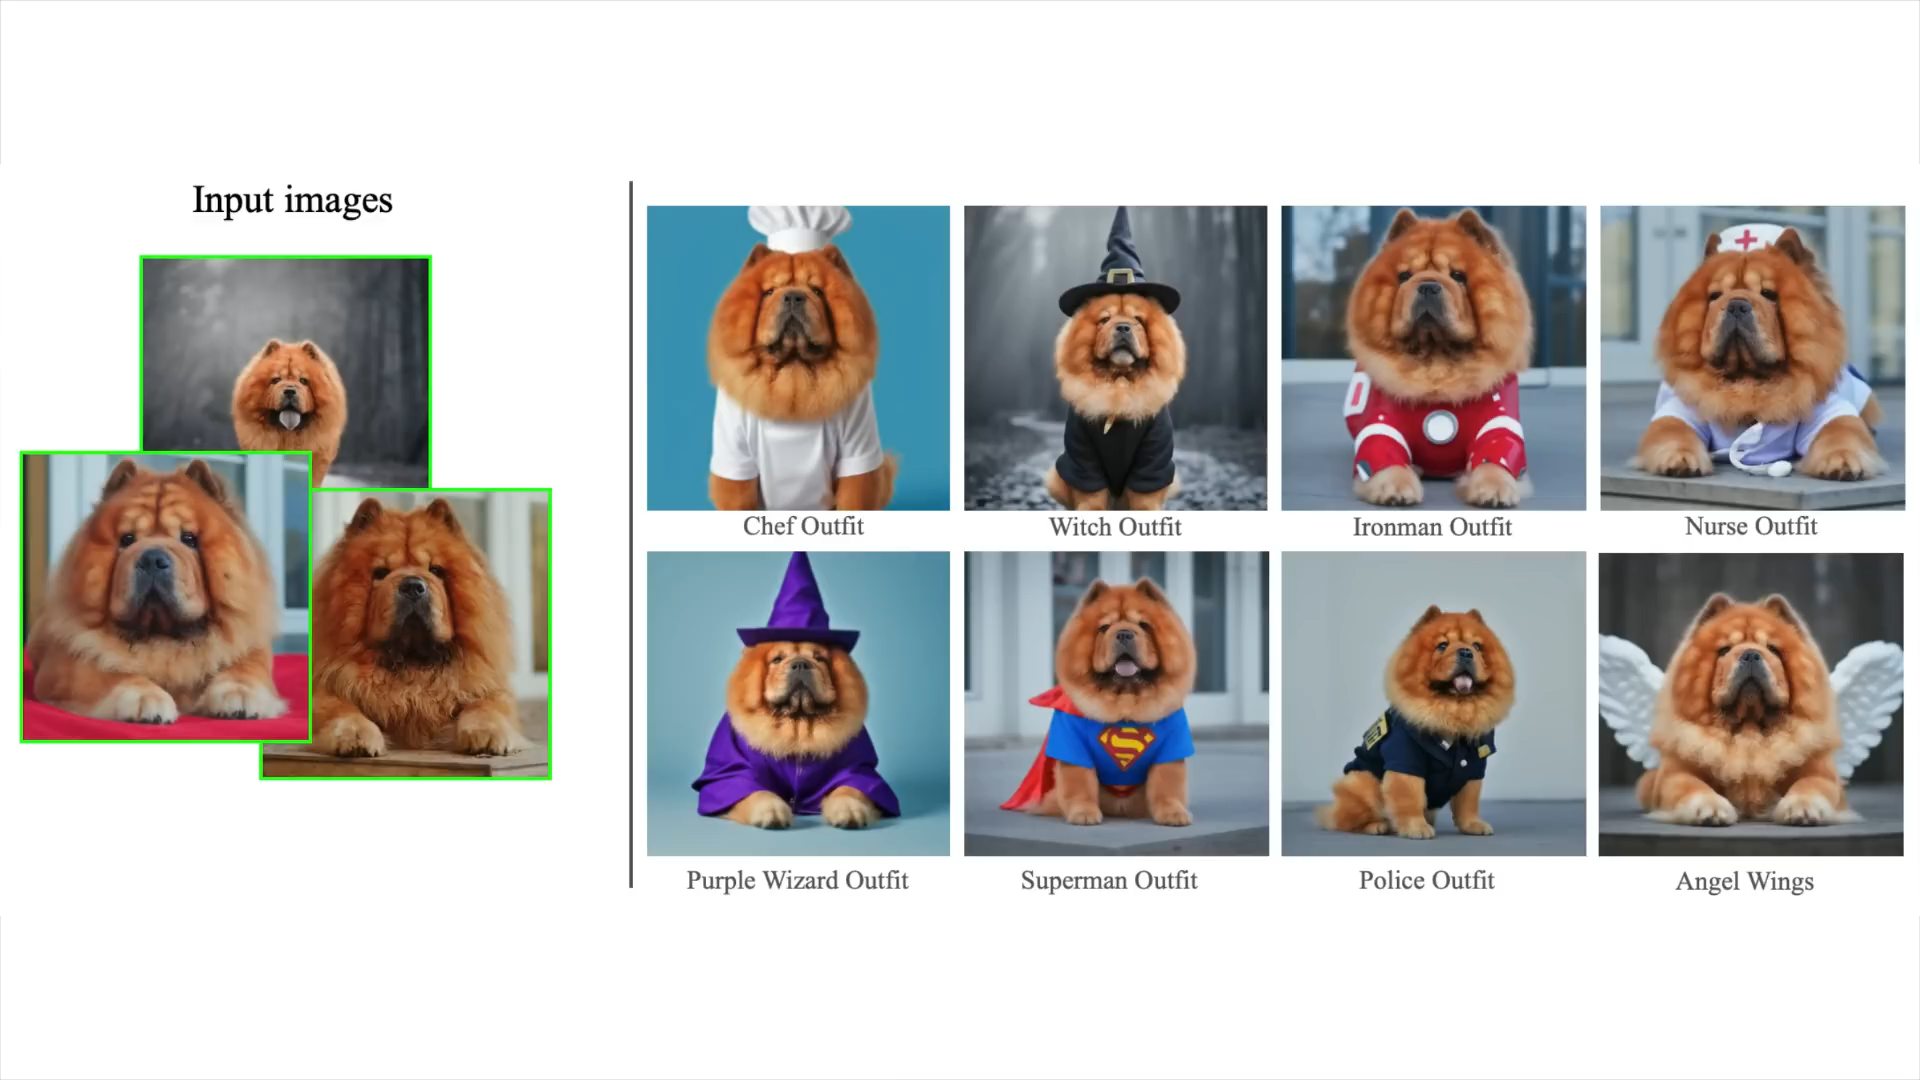 Input images
Chef Outfit
Witch Outfit
Ironman Outfit
Nurse Outfit
Purple Wizard Outfit
Superman Outfit
Police Outfit
Angel Wings